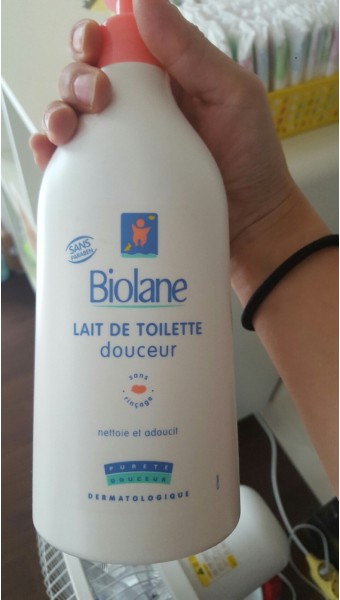 SANS
PARABEN
Biolane
LAIT DE TOILETTE
douceur
sans
rinçage
nettoie et adoucit
PURETÉ
DOUCEUR
DERMATOLOGIQUE